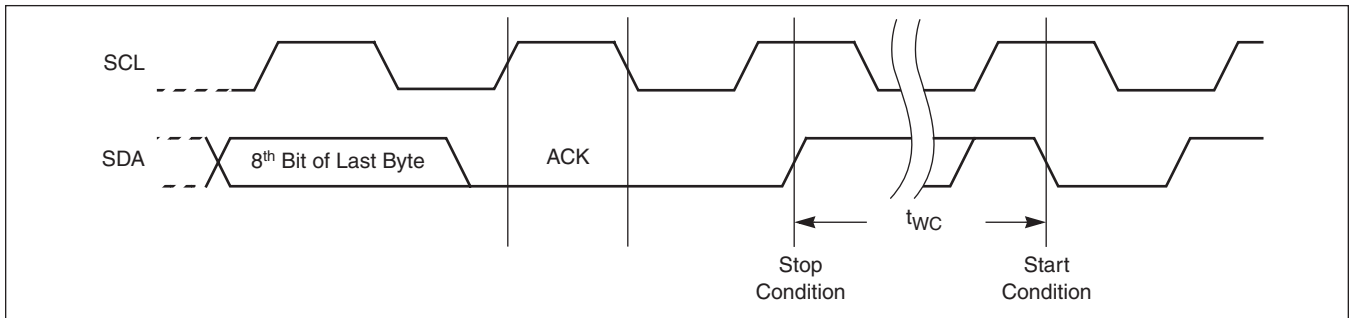 SCL
SDA
8th Bit of Last Byte
ACK
tWC
Stop
Condition
Start
Condition